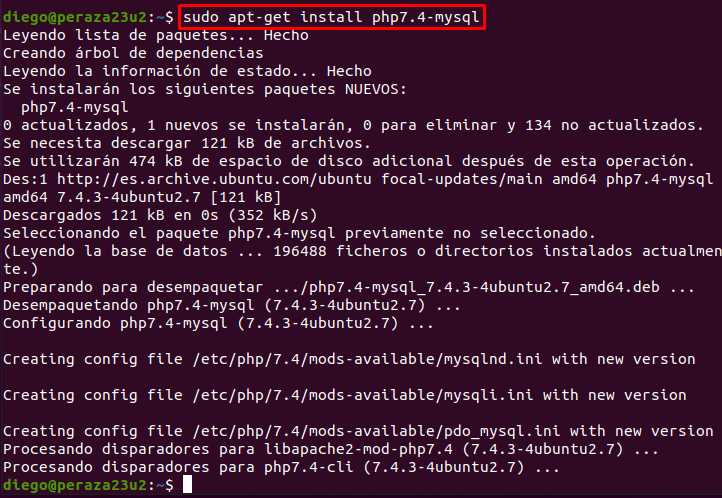 diego@peraza23u2:~$ sudo apt-get install php7.4-mysql
Leyendo lista de paquetes... Hecho
Creando árbol de dependencias
Leyendo la información de estado... Hecho
Se instalarán los siguientes paquetes NUEVOS:
  php7.4-mysql
0 actualizados, 1 nuevos se instalarán, 0 para eliminar y 134 no actualizados.
Se necesita descargar 121 kB de archivos.
Se utilizarán 474 kB de espacio de disco adicional después de esta operación.
Des:1 http://es.archive.ubuntu.com/ubuntu focal-updates/main amd64 php7.4-mysql
amd64 7.4.3-4ubuntu2.7 [121 kB]
Descargados 121 kB en 0s (352 kB/s)
Seleccionando el paquete php7.4-mysql previamente no seleccionado.
(Leyendo la base de datos ... 196488 ficheros o directorios instalados actualmen
te.)
Preparando para desempaquetar .../php7.4-mysql_7.4.3-4ubuntu2.7_amd64.deb ...
Desempaquetando php7.4-mysql (7.4.3-4ubuntu2.7) ...
Configurando php7.4-mysql (7.4.3-4ubuntu2.7) ...

Creating config file /etc/php/7.4/mods-available/mysqlnd.ini with new version

Creating config file /etc/php/7.4/mods-available/mysqli.ini with new version

Creating config file /etc/php/7.4/mods-available/pdo_mysql.ini with new version
Procesando disparadores para libapache2-mod-php7.4 (7.4.3-4ubuntu2.7) ...
Procesando disparadores para php7.4-cli (7.4.3-4ubuntu2.7) ...
diego@peraza23u2:~$